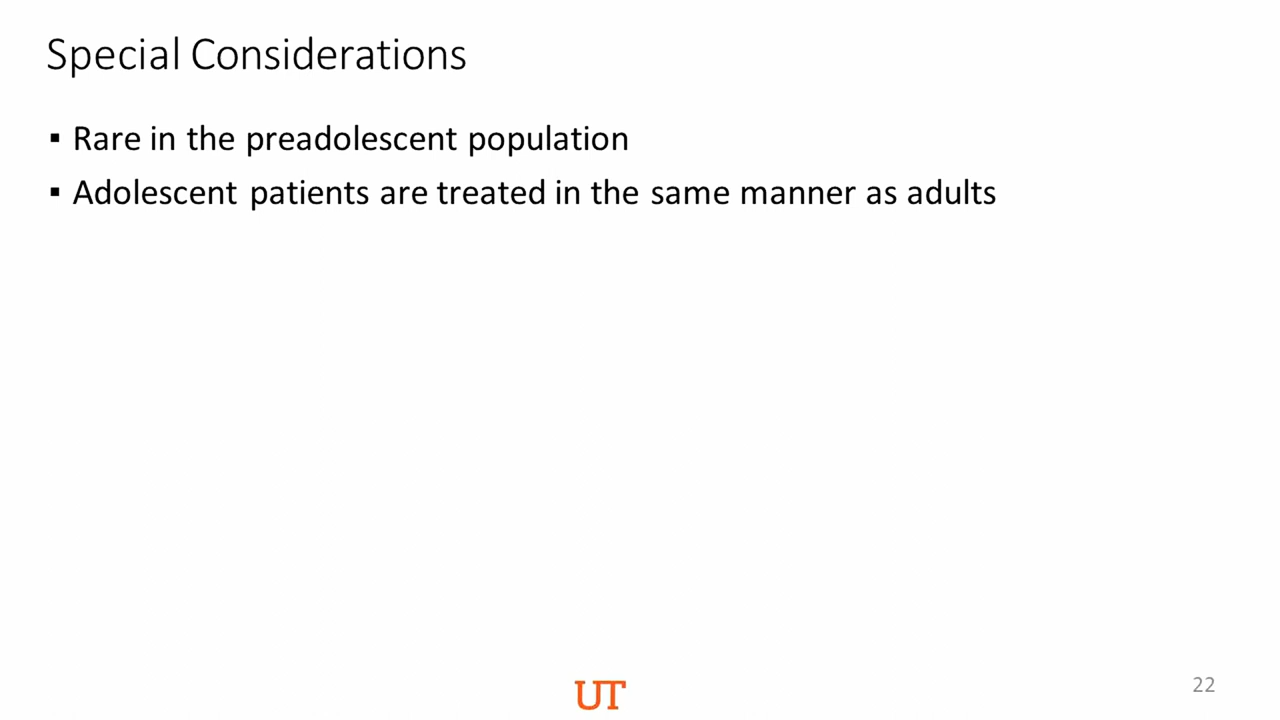 Special Considerations
▪ Rare in the preadolescent population
▪ Adolescent patients are treated in the same manner as adults
UT
22